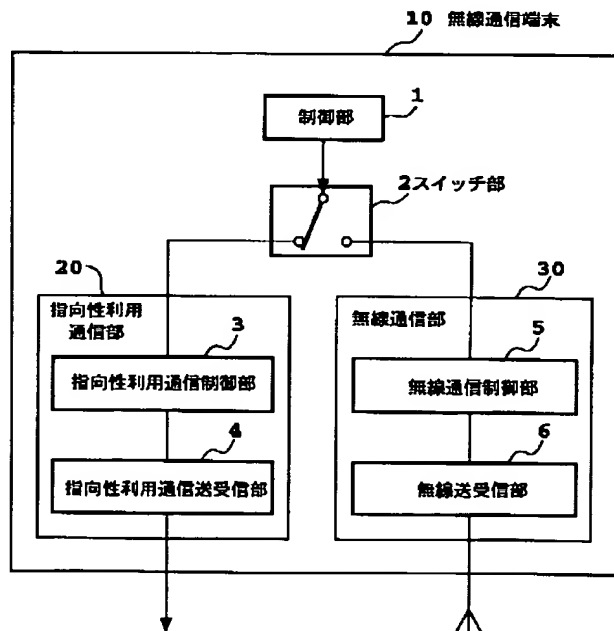 10 無線通信端末
1
制御部
2スイッチ部
20
指向性利用
通信部
3
指向性利用通信制御部
4
指向性利用通信送受信部
30
無線通信部
5
無線通信制御部
6
無線送受信部